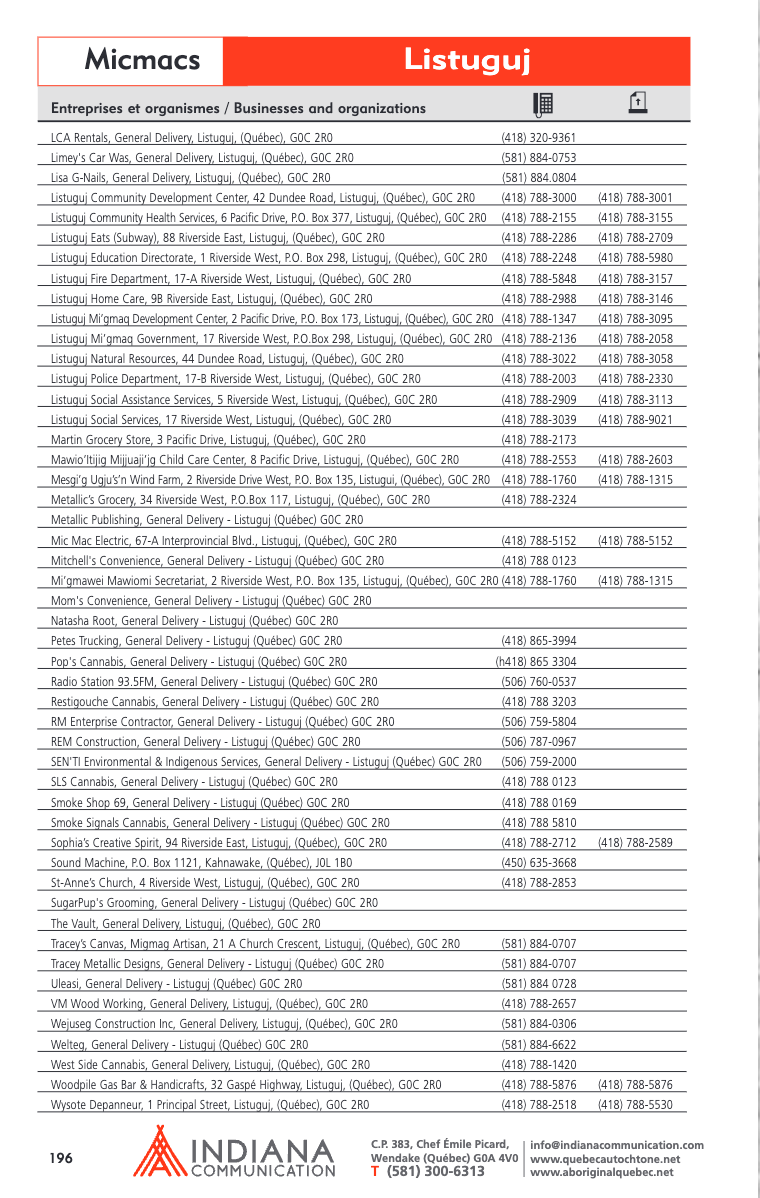 Micmacs Listuguj
Entreprises et organismes / Businesses and organizations
LCA Rentals, General Delivery, Listuguj, (Québec), G0C 2R0 (418) 320-9361
Limey's Car Was, General Delivery, Listuguj, (Québec), G0C 2R0 (581) 884-0753
Lisa G-Nails, General Delivery, Listuguj, (Québec), G0C 2R0 (581) 884.0804
Listuguj Community Development Center, 42 Dundee Road, Listuguj, (Québec), G0C 2R0 (418) 788-3000 (418) 788-3001
Listuguj Community Health Services, 6 Pacific Drive, P.O. Box 377, Listuguj, (Québec), G0C 2R0 (418) 788-2155 (418) 788-3155
Listuguj Eats (Subway), 88 Riverside East, Listuguj, (Québec), G0C 2R0 (418) 788-2286 (418) 788-2709
Listuguj Education Directorate, 1 Riverside West, P.O. Box 298, Listuguj, (Québec), G0C 2R0 (418) 788-2248 (418) 788-5980
Listuguj Fire Department, 17-A Riverside West, Listuguj, (Québec), G0C 2R0 (418) 788-5848 (418) 788-3157
Listuguj Home Care, 9B Riverside East, Listuguj, (Québec), G0C 2R0 (418) 788-2988 (418) 788-3146
Listuguj Mi’gmaq Development Center, 2 Pacific Drive, P.O. Box 173, Listuguj, (Québec), G0C 2R0 (418) 788-1347 (418) 788-3095
Listuguj Mi’gmaq Government, 17 Riverside West, P.O.Box 298, Listuguj, (Québec), G0C 2R0 (418) 788-2136 (418) 788-2058
Listuguj Natural Resources, 44 Dundee Road, Listuguj, (Québec), G0C 2R0 (418) 788-3022 (418) 788-3058
Listuguj Police Department, 17-B Riverside West, Listuguj, (Québec), G0C 2R0 (418) 788-2003 (418) 788-2330
Listuguj Social Assistance Services, 5 Riverside West, Listuguj, (Québec), G0C 2R0 (418) 788-2909 (418) 788-3113
Listuguj Social Services, 17 Riverside West, Listuguj, (Québec), G0C 2R0 (418) 788-3039 (418) 788-9021
Martin Grocery Store, 3 Pacific Drive, Listuguj, (Québec), G0C 2R0 (418) 788-2173
Mawio’Itijig Mijjuaji’jg Child Care Center, 8 Pacific Drive, Listuguj, (Québec), G0C 2R0 (418) 788-2553 (418) 788-2603
Mesgi’g Ugju’s’n Wind Farm, 2 Riverside Drive West, P.O. Box 135, Listugui, (Québec), G0C 2R0 (418) 788-1760 (418) 788-1315
Metallic’s Grocery, 34 Riverside West, P.O.Box 117, Listuguj, (Québec), G0C 2R0 (418) 788-2324
Metallic Publishing, General Delivery - Listuguj (Québec) G0C 2R0
Mic Mac Electric, 67-A Interprovincial Blvd., Listuguj, (Québec), G0C 2R0 (418) 788-5152 (418) 788-5152
Mitchell's Convenience, General Delivery - Listuguj (Québec) G0C 2R0 (418) 788 0123
Mi’gmawei Mawiomi Secretariat, 2 Riverside West, P.O. Box 135, Listuguj, (Québec), G0C 2R0 (418) 788-1760 (418) 788-1315
Mom's Convenience, General Delivery - Listuguj (Québec) G0C 2R0
Natasha Root, General Delivery - Listuguj (Québec) G0C 2R0
Petes Trucking, General Delivery - Listuguj (Québec) G0C 2R0 (418) 865-3994
Pop's Cannabis, General Delivery - Listuguj (Québec) G0C 2R0 (h418) 865 3304
Radio Station 93.5FM, General Delivery - Listuguj (Québec) G0C 2R0 (506) 760-0537
Restigouche Cannabis, General Delivery - Listuguj (Québec) G0C 2R0 (418) 788 3203
RM Enterprise Contractor, General Delivery - Listuguj (Québec) G0C 2R0 (506) 759-5804
REM Construction, General Delivery - Listuguj (Québec) G0C 2R0 (506) 787-0967
SEN'TI Environmental & Indigenous Services, General Delivery - Listuguj (Québec) G0C 2R0 (506) 759-2000
SLS Cannabis, General Delivery - Listuguj (Québec) G0C 2R0 (418) 788 0123
Smoke Shop 69, General Delivery - Listuguj (Québec) G0C 2R0 (418) 788 0169
Smoke Signals Cannabis, General Delivery - Listuguj (Québec) G0C 2R0 (418) 788 5810
Sophia’s Creative Spirit, 94 Riverside East, Listuguj, (Québec), G0C 2R0 (418) 788-2712 (418) 788-2589
Sound Machine, P.O. Box 1121, Kahnawake, (Québec), J0L 1B0 (450) 635-3668
St-Anne’s Church, 4 Riverside West, Listuguj, (Québec), G0C 2R0 (418) 788-2853
SugarPup's Grooming, General Delivery - Listuguj (Québec) G0C 2R0
The Vault, General Delivery, Listuguj, (Québec), G0C 2R0
Tracey’s Canvas, Migmag Artisan, 21 A Church Crescent, Listuguj, (Québec), G0C 2R0 (581) 884-0707
Tracey Metallic Designs, General Delivery - Listuguj (Québec) G0C 2R0 (581) 884-0707
Uleasi, General Delivery - Listuguj (Québec) G0C 2R0 (581) 884 0728
VM Wood Working, General Delivery, Listuguj, (Québec), G0C 2R0 (418) 788-2657
Wejuseg Construction Inc, General Delivery, Listuguj, (Québec), G0C 2R0 (581) 884-0306
Welteg, General Delivery - Listuguj (Québec) G0C 2R0 (581) 884-6622
West Side Cannabis, General Delivery, Listuguj, (Québec), G0C 2R0 (418) 788-1420
Woodpile Gas Bar & Handicrafts, 32 Gaspé Highway, Listuguj, (Québec), G0C 2R0 (418) 788-5876 (418) 788-5876
Wysote Depanneur, 1 Principal Street, Listuguj, (Québec), G0C 2R0 (418) 788-2518 (418) 788-5530
196
INDIANA
COMMUNICATION
C.P. 383, Chef Émile Picard,
Wendake (Québec) G0A 4V0
T (581) 300-6313
info@indianacommunication.com
www.quebecautochtone.net
www.aboriginalquebec.net